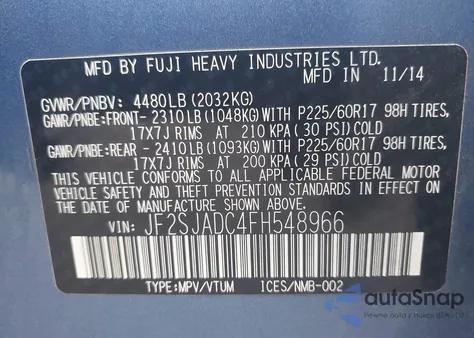 MFD BY FUJI HEAVY INDUSTRIES LTD.
11/14
GVWR/PNBV: 4480LB (2032KG)
GAWR/PNBE:FRONT- 2310LB (1048KG)WITH P225/60R17 98H TIRES,
17X7J RIMS AT 210 KPA (30 PSI)COLD
GAWR/PNBE:REAR - 2410LB (1093KG)WITH P225/60R17 98H TIRES,
17X7J RIMS AT 200 KPA (29 PSI)COLD
THIS VEHICLE CONFORMS TO ALL APPLICABLE FEDERAL MOTOR
VEHICLE SAFETY AND THEFT PREVENTION STANDARDS IN EFFECT ON
THE DATE OF MANUFACTURE SHOWN ABOVE.
VIN: JF2SJADC4FH548966
TYPE:MPV/VTUM ICES/NMB-002
autaSnap
Pewne auta z